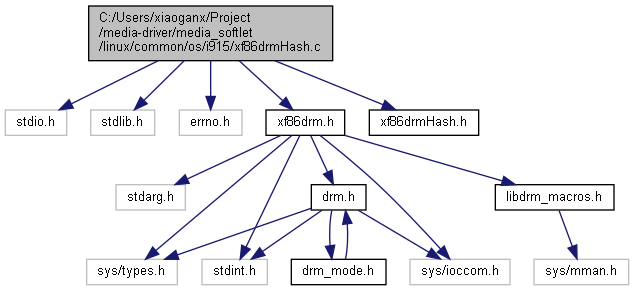 C:/Users/xiaoganx/Project
/media-driver/media_softlet
/linux/common/os/i915/xf86drmHash.c
stdio.h
stdlib.h
errno.h
xf86drm.h
xf86drmHash.h
stdarg.h
drm.h
libdrm_macros.h
sys/types.h
stdint.h
drm_mode.h
sys/ioccom.h
sys/mman.h